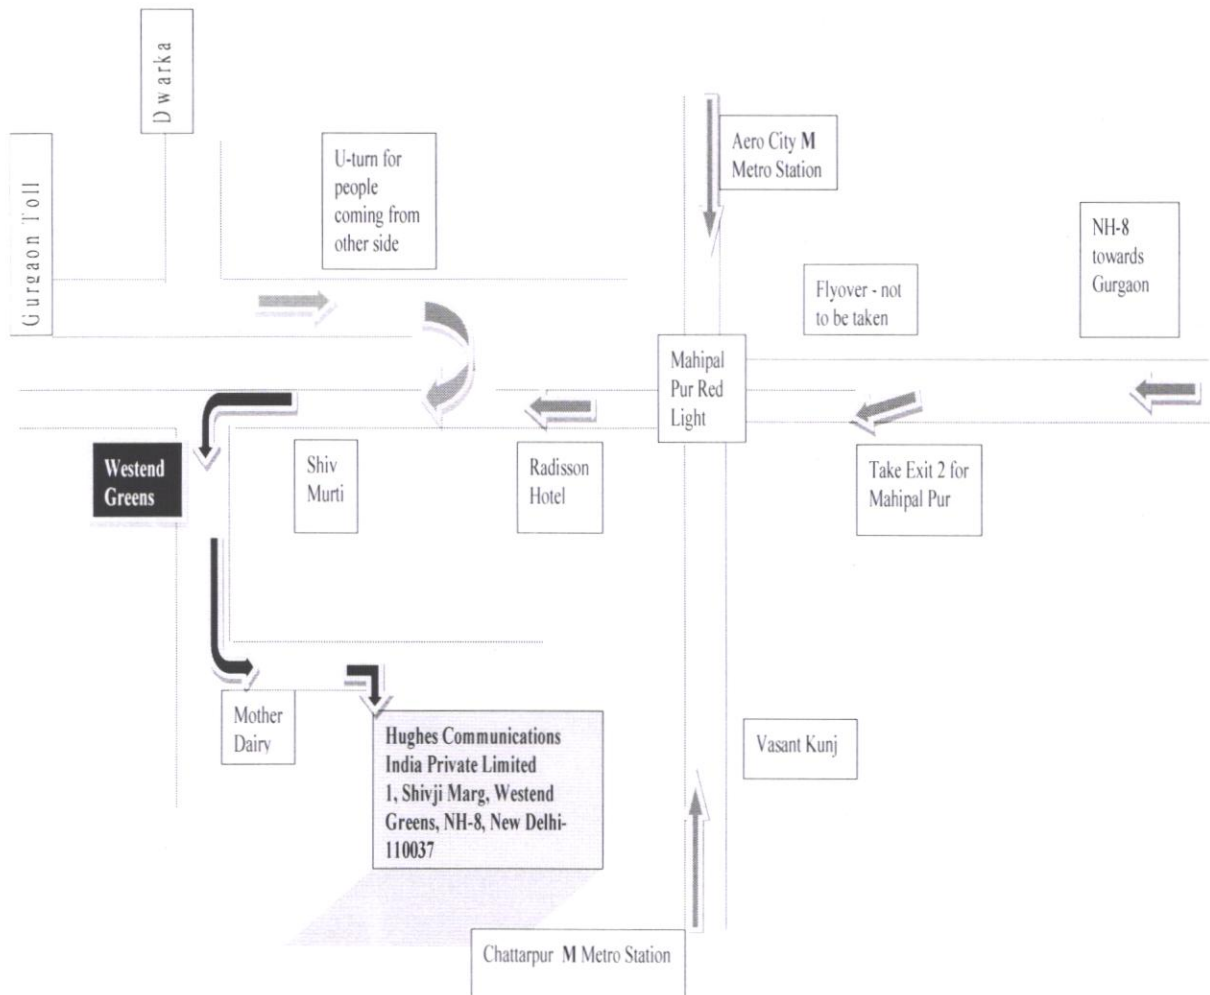 Dwarka
Gurgaon Toll
U-turn for
people
coming from
other side
Aero City M
Metro Station
NH-8
towards
Gurgaon
Flyover - not
to be taken
Mahipal
Pur Red
Light
Westend
Greens
Shiv
Murti
Radisson
Hotel
Take Exit 2 for
Mahipal Pur
Mother
Dairy
Hughes Communications
India Private Limited
1, Shivji Marg, Westend
Greens, NH-8, New Delhi-
110037
Vasant Kunj
Chattarpur M Metro Station